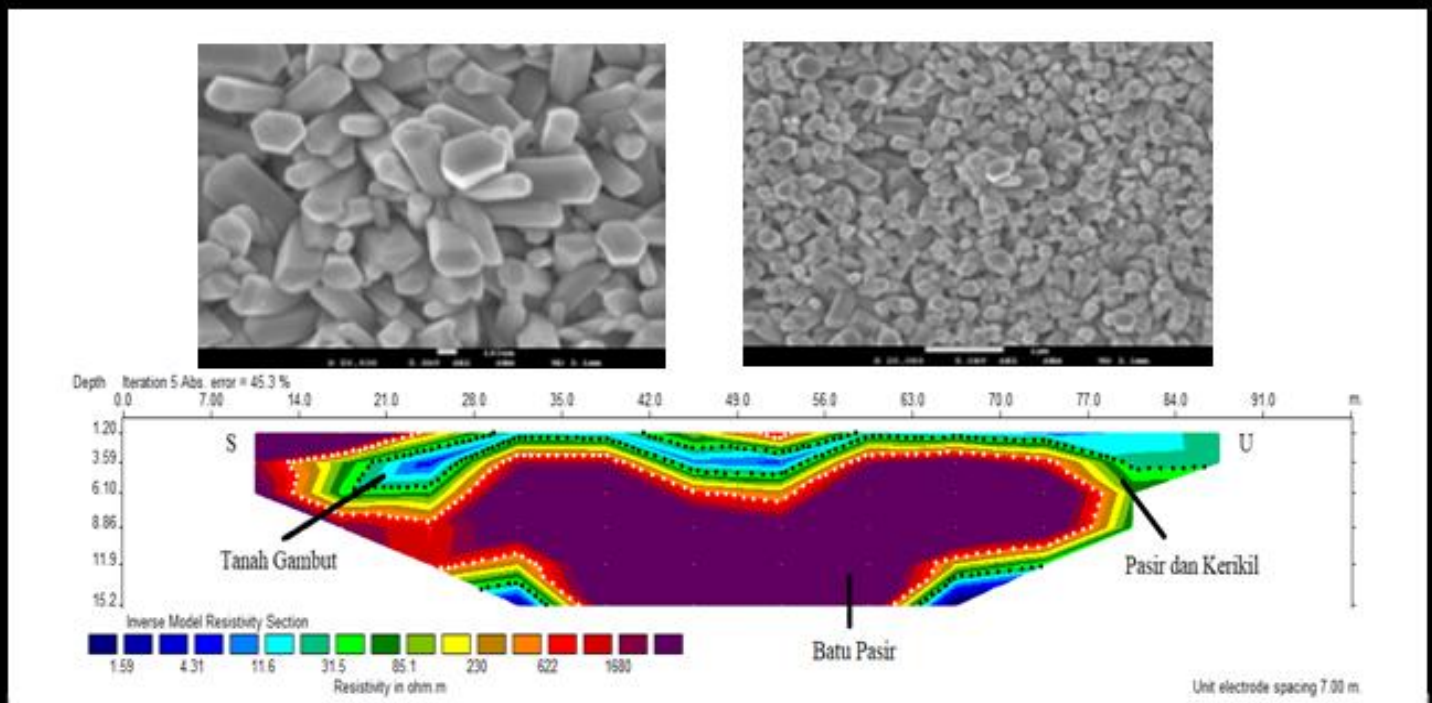 Depth Iteration 5 Abs. error = 45.3 %
0.0 7.00 14.0 21.0 28.0 35.0 42.0 49.0 56.0 63.0 70.0 77.0 84.0 91.0 m.
1.20
S
U
3.59
6.10
8.86
11.9
15.2
Tanah Gambut
Pasir dan Kerikil
Batu Pasir
Inverse Model Resistivity Section
1.59 4.31 11.6 31.5 85.1 230 622 1680
Resistivity in ohm.m
Unit electrode spacing 7.00 m.